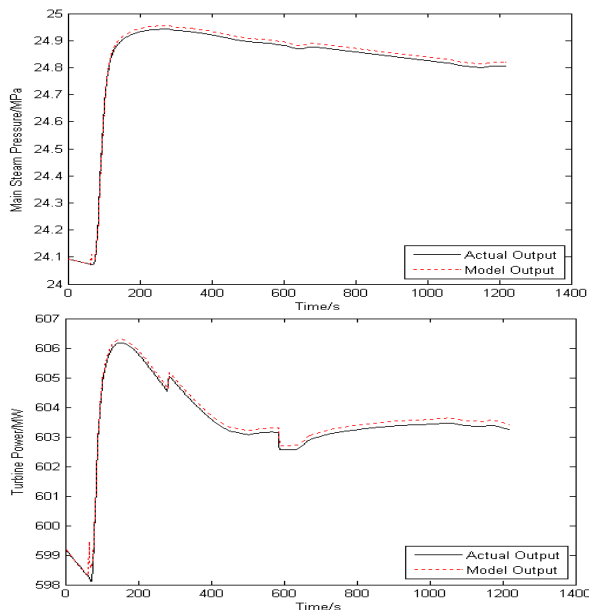 25
24.9
24.8
24.7
24.6
24.5
24.4
24.3
24.2
24.1
24
Main Steam Pressure/MPa
Actual Output
Model Output
0 200 400 600 800 1000 1200 1400
Time/s
607
606
605
604
603
602
601
600
599
598
Turbine Power/MW
Actual Output
Model Output
0 200 400 600 800 1000 1200 1400
Time/s